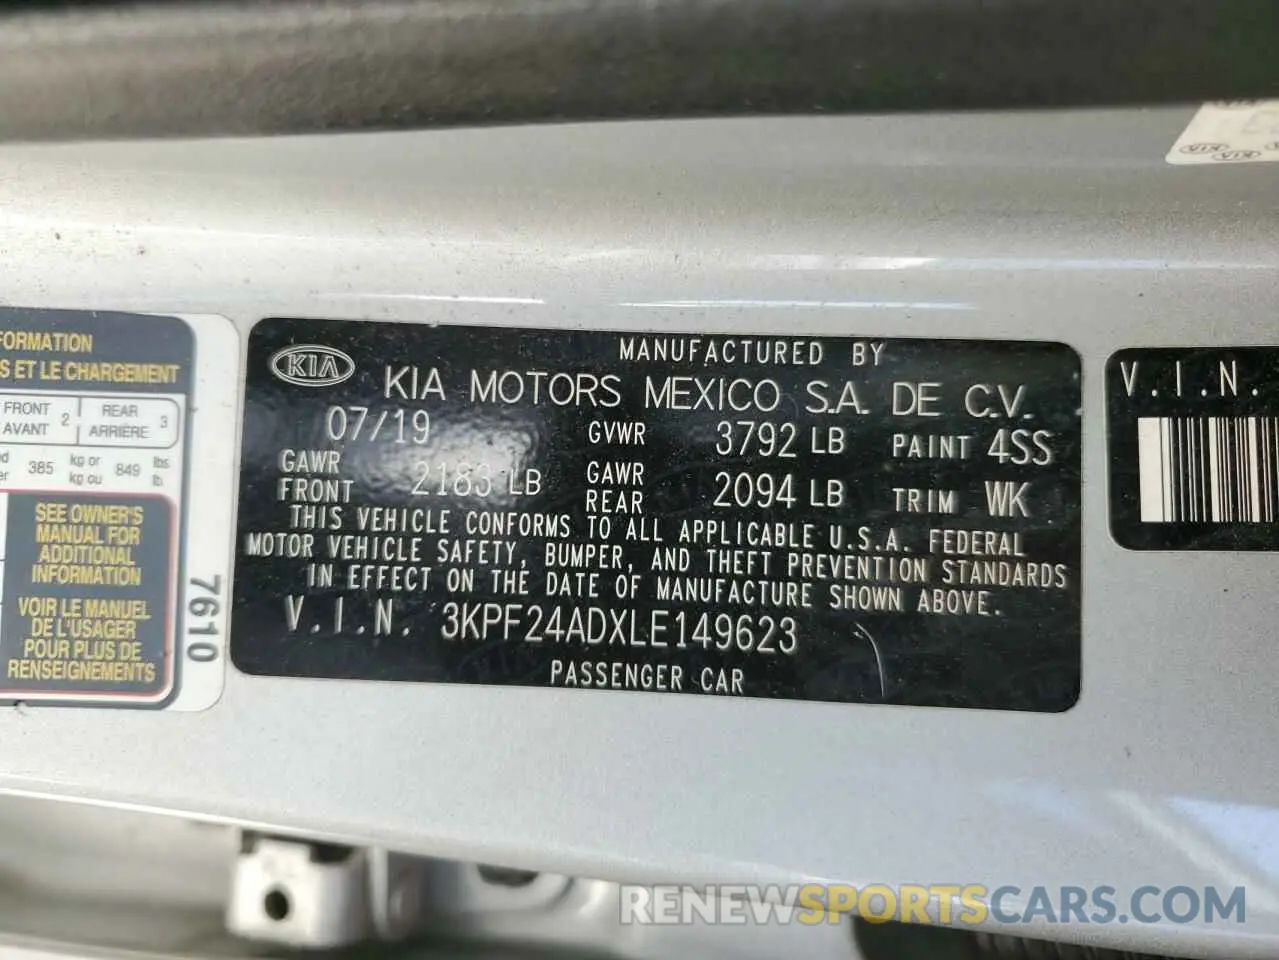 FORMATION
S ET LE CHARGEMENT
FRONT 2 REAR 3
AVANT ARRIÈRE
385 kg or 849 lbs
kg ou lb.
SEE OWNER'S
MANUAL FOR
ADDITIONAL
INFORMATION
VOIR LE MANUEL
DE L'USAGER
POUR PLUS DE
RENSEIGNEMENTS
7610
KIA
MANUFACTURED BY
KIA MOTORS MEXICO S.A. DE C.V.
07/19 GVWR 3792 LB PAINT 4SS
GAWR FRONT 2183 LB GAWR REAR 2094 LB TRIM WK
THIS VEHICLE CONFORMS TO ALL APPLICABLE U.S.A. FEDERAL
MOTOR VEHICLE SAFETY, BUMPER, AND THEFT PREVENTION STANDARDS
IN EFFECT ON THE DATE OF MANUFACTURE SHOWN ABOVE.
V.I.N. 3KPF24ADXLE149623
PASSENGER CAR
V.I.N.
KIA KIA KIA
RENEWSPORTSCARS.COM